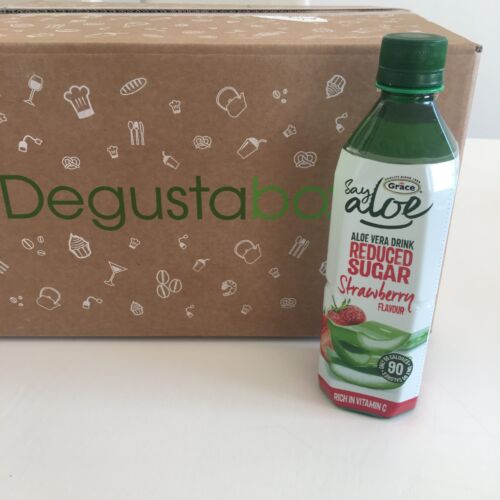 Degustabo
Grace
Say
aloe
ALOE VERA DRINK
REDUCED
SUGAR
Strawberry
FLAVOUR
90
RICH IN VITAMIN C